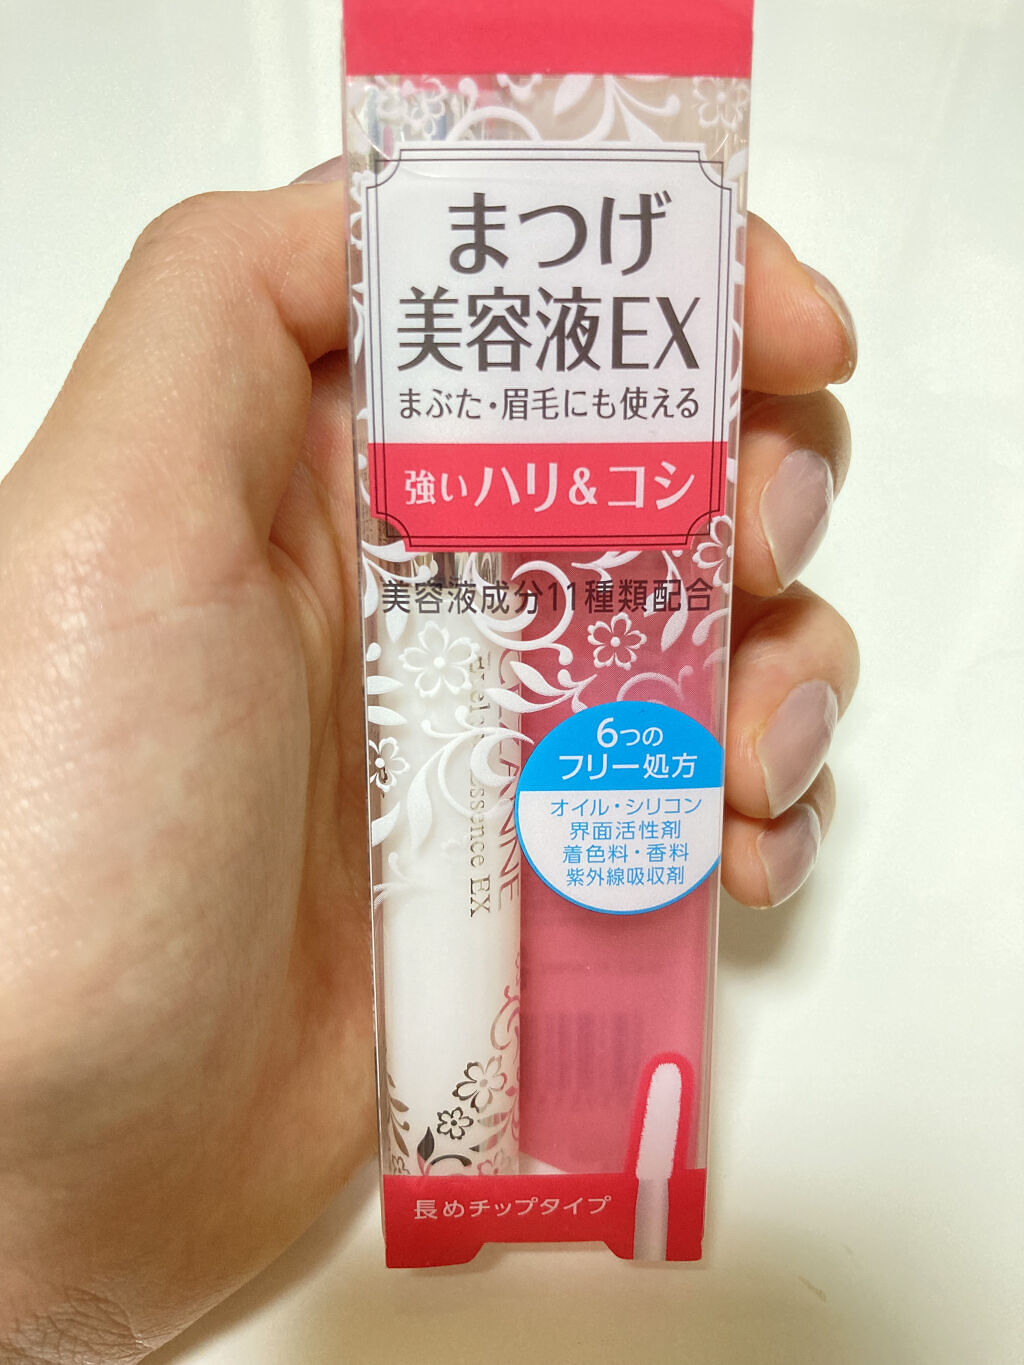 まつげ
美容液EX
まぶた・眉毛にも使える
強いハリ&コシ
美容液成分11種類配合
6つの
フリー処方
オイル・シリコン
界面活性剤
着色料・香料
紫外線吸収剤
Essence EX
長めチップタイプ